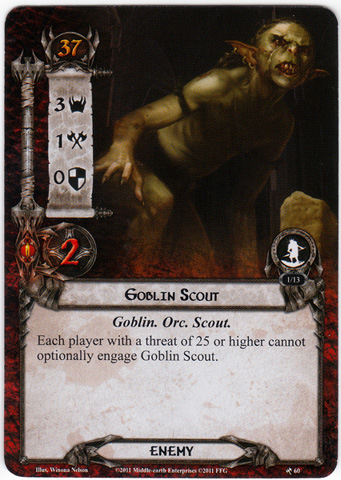 37
3
1
0
2
GOBLIN SCOUT
1/13
Goblin. Orc. Scout.
Each player with a threat of 25 or higher cannot
optionally engage Goblin Scout.
ENEMY
Illus. Winona Nelson ©2011 Middle-earth Enterprises ©2011 FFG 60